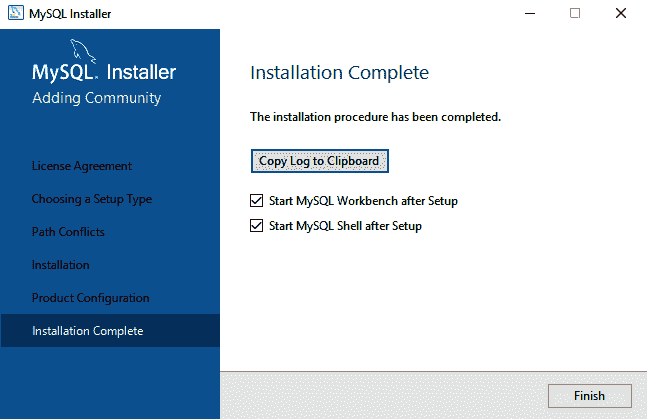 MySQL Installer
MySQL. Installer
Adding Community
License Agreement
Choosing a Setup Type
Path Conflicts
Installation
Product Configuration
Installation Complete
Installation Complete
The installation procedure has been completed.
Copy Log to Clipboard
Start MySQL Workbench after Setup
Start MySQL Shell after Setup
Finish